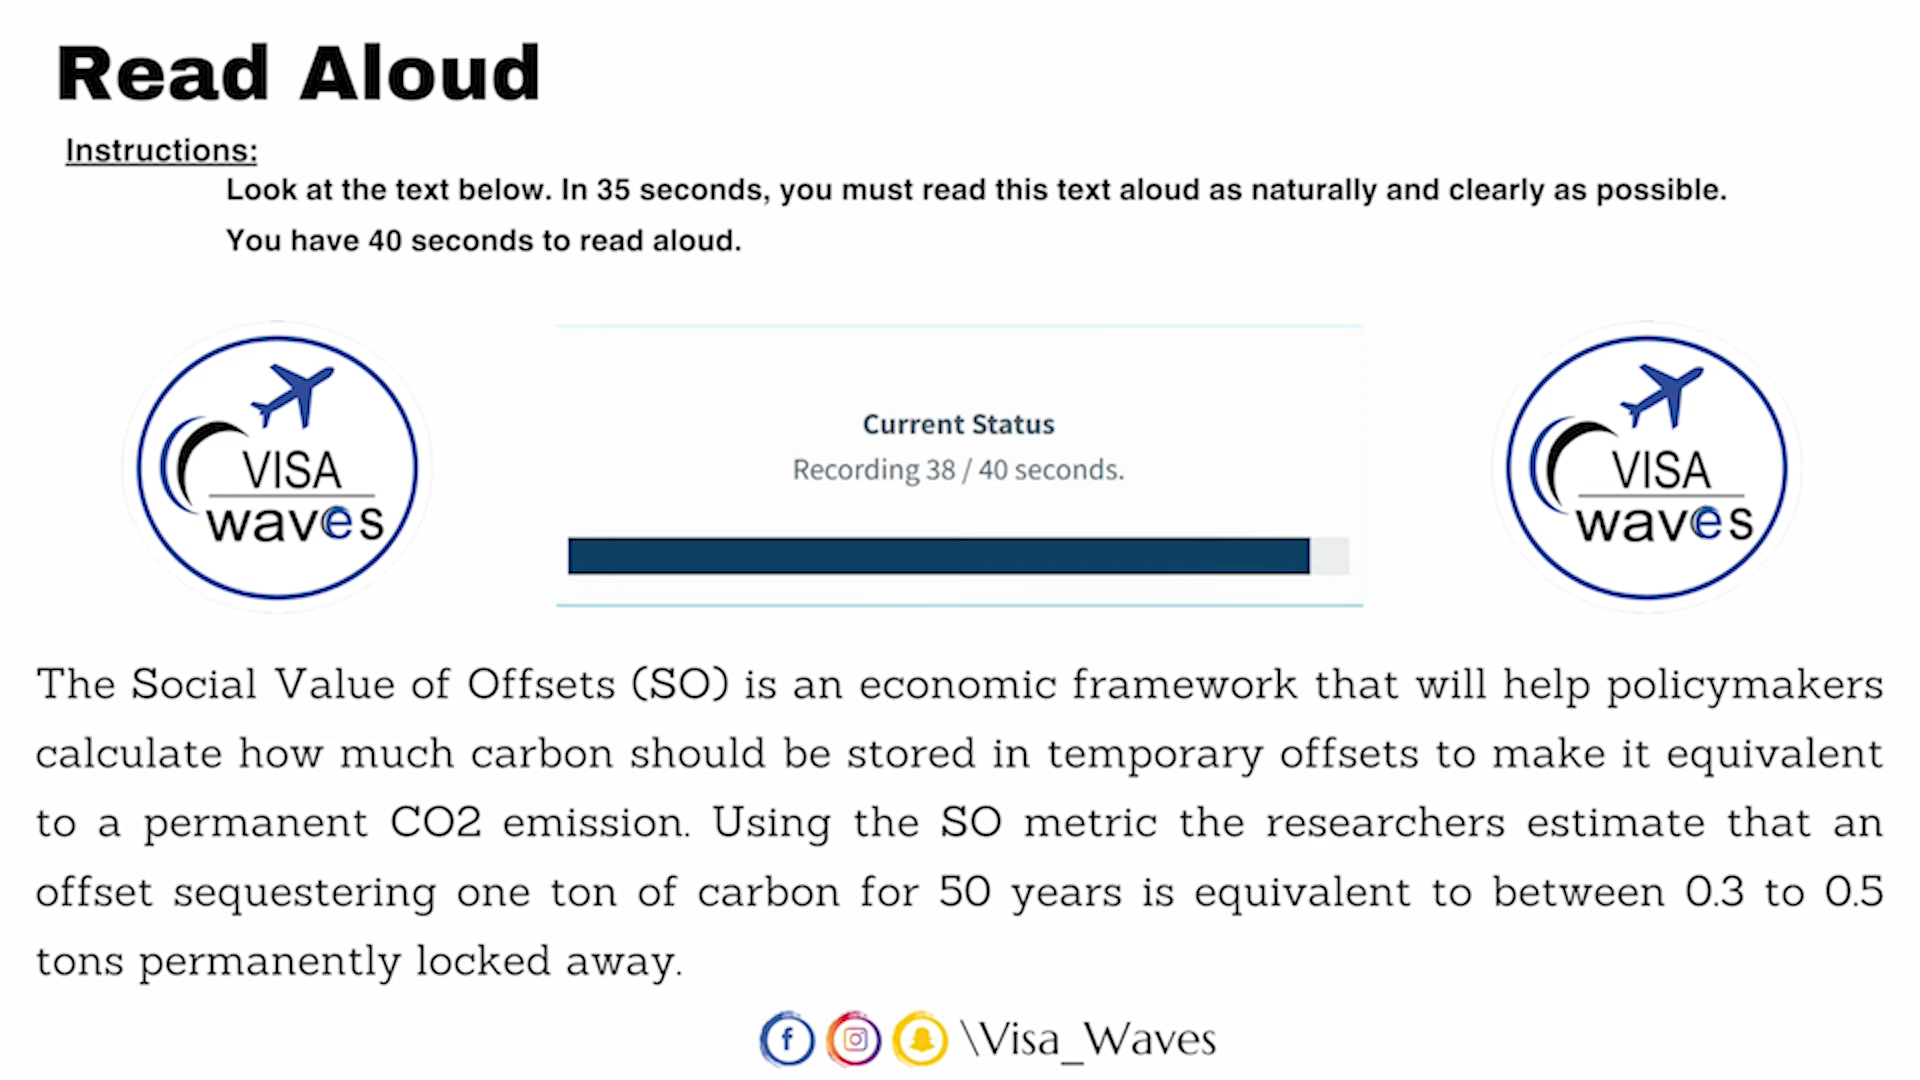 Read Aloud
Instructions:
Look at the text below. In 35 seconds, you must read this text aloud as naturally and clearly as possible.
You have 40 seconds to read aloud.
VISA
waves
Current Status
Recording 38 / 40 seconds.
VISA
waves
The Social Value of Offsets (SO) is an economic framework that will help policymakers
calculate how much carbon should be stored in temporary offsets to make it equivalent
to a permanent CO2 emission. Using the SO metric the researchers estimate that an
offset sequestering one ton of carbon for 50 years is equivalent to between 0.3 to 0.5
tons permanently locked away.
\Visa_Waves